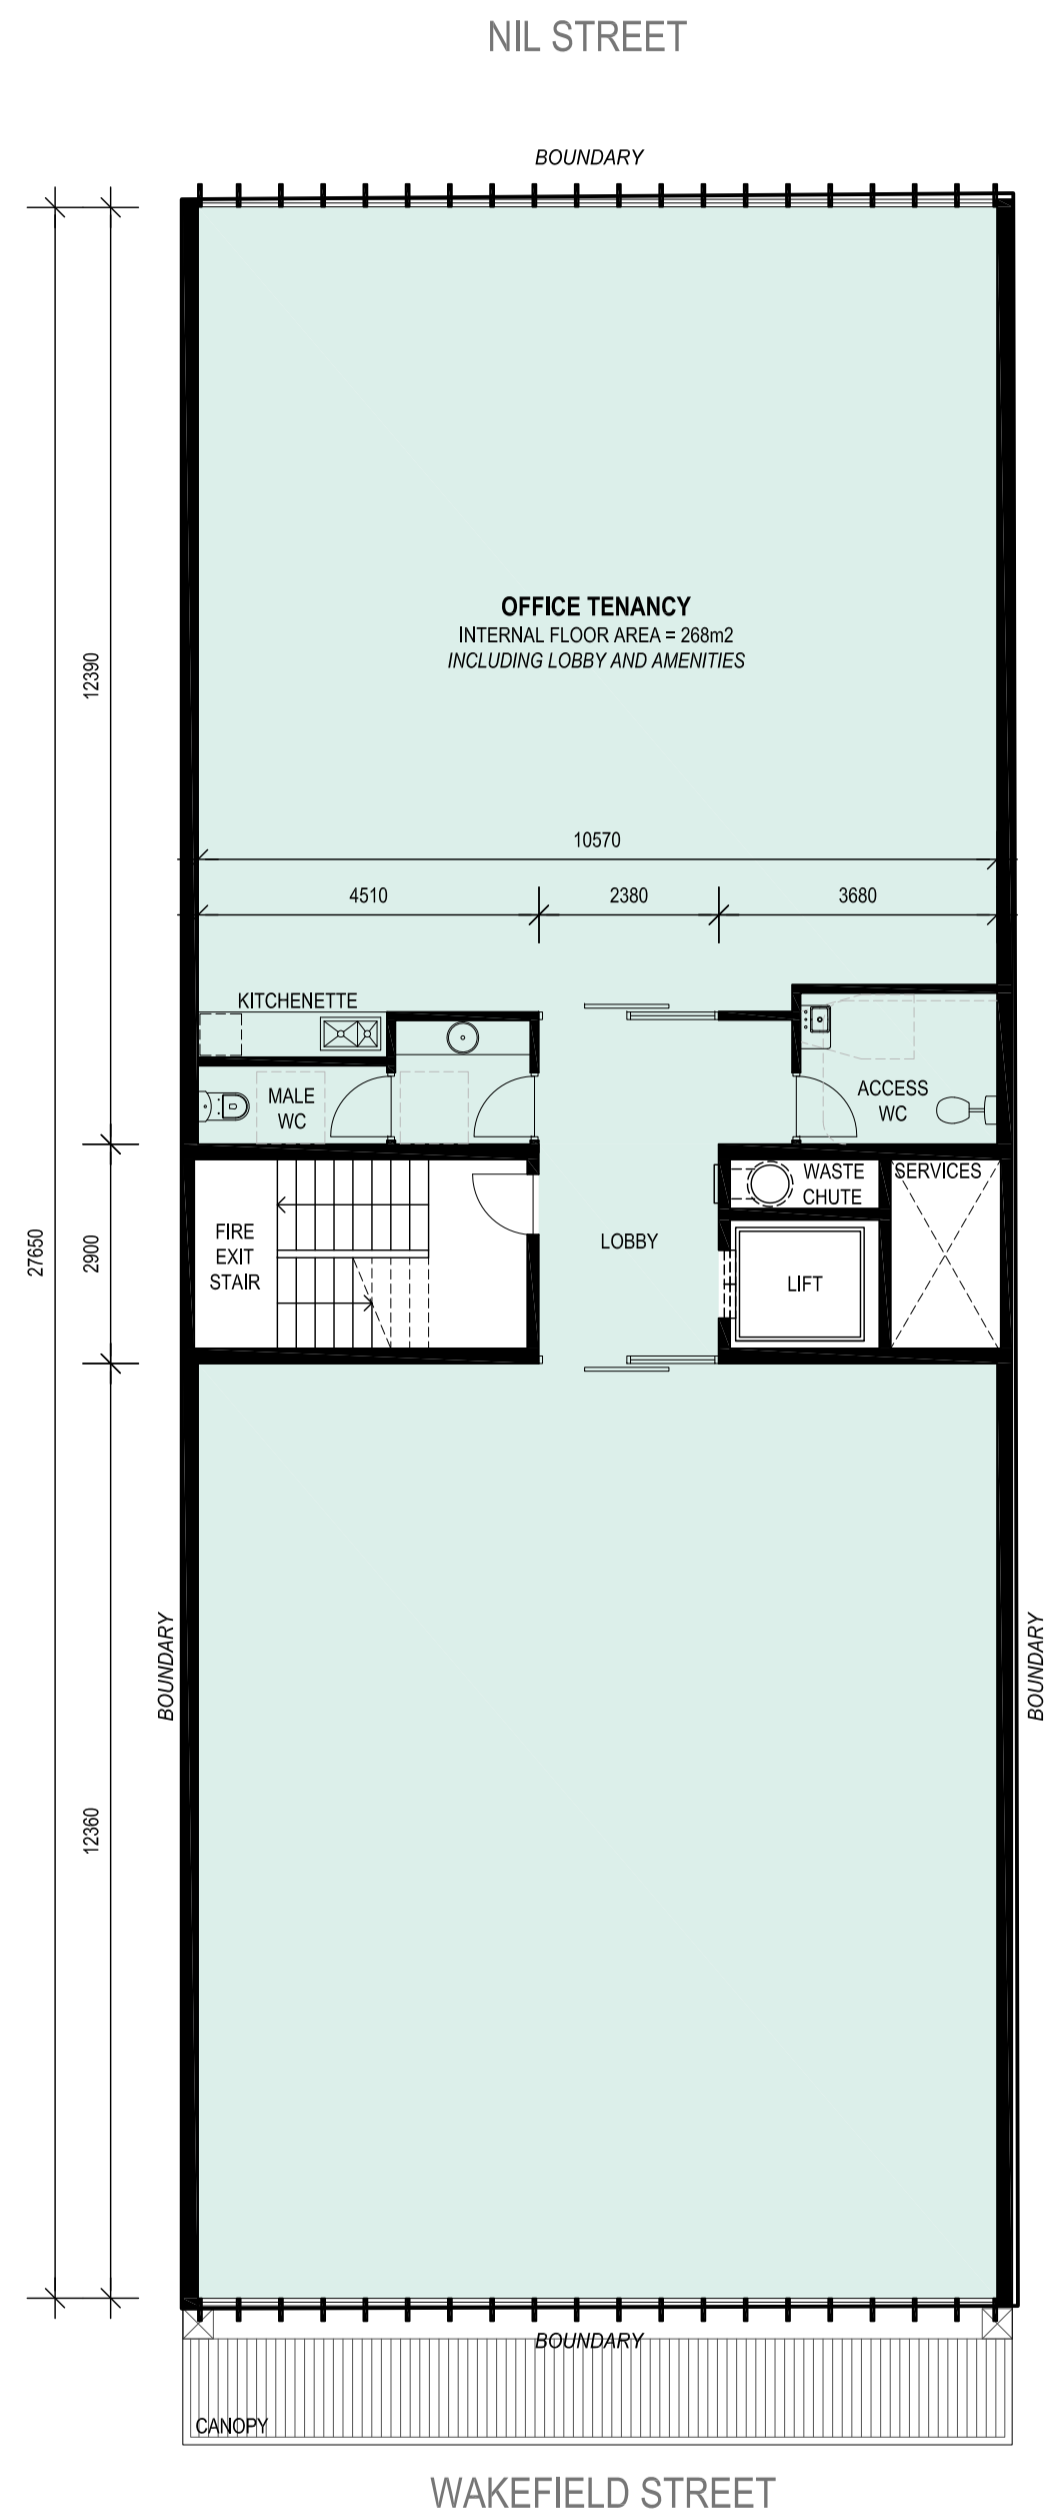 NIL STREET
BOUNDARY
OFFICE TENANCY
INTERNAL FLOOR AREA = 268m2
INCLUDING LOBBY AND AMENITIES
12390
10570
4510
2380
3680
KITCHENETTE
MALE
WC
ACCESS
WC
WASTE
CHUTE
SERVICES
FIRE
EXIT
STAIR
LOBBY
LIFT
27650
2900
BOUNDARY
BOUNDARY
12360
BOUNDARY
CANOPY
WAKEFIELD STREET